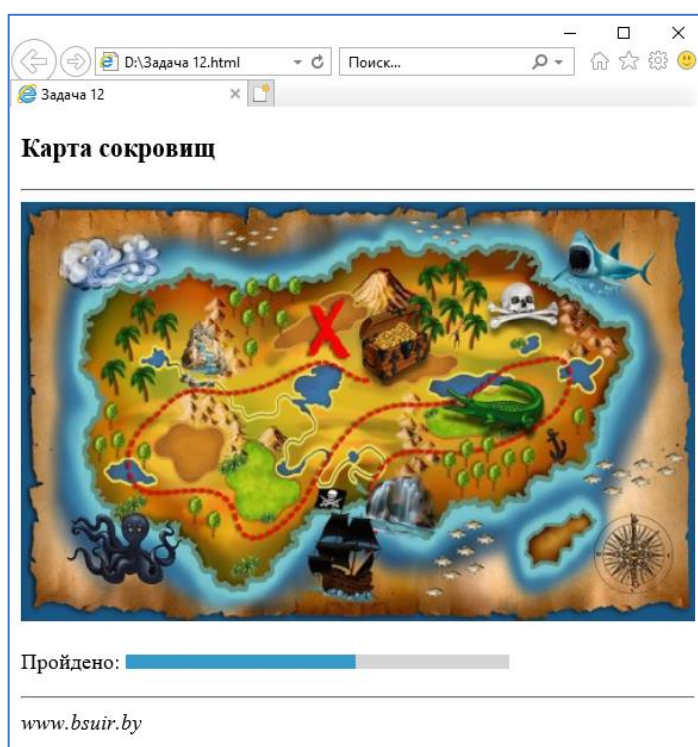 D:\Задача 12.html
Поиск...
Задача 12
Карта сокровищ
X
Пройдено:
www.bsuir.by